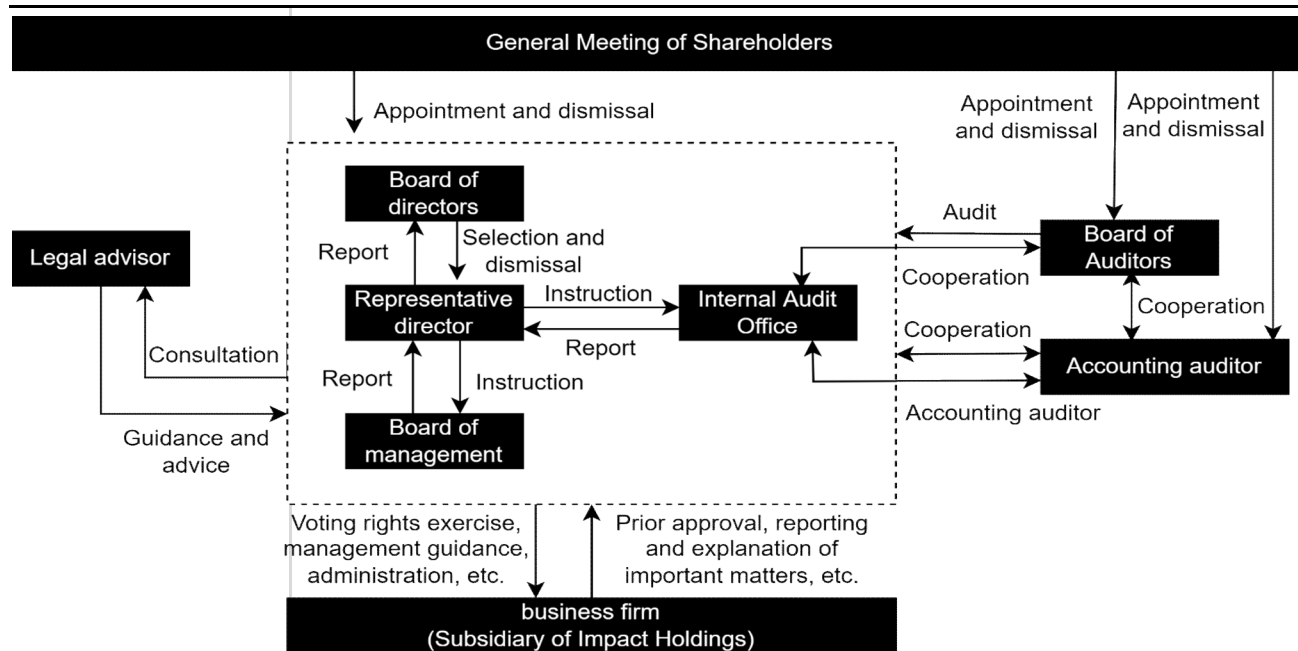 General Meeting of Shareholders
Appointment and dismissal
Appointment
and dismissal
Appointment
and dismissal
Board of
directors
Audit
Board of
Auditors
Legal advisor
Report
Selection and
dismissal
Cooperation
Representative
director
Instruction
Internal Audit
Office
Cooperation
Cooperation
Report
Consultation
Accounting auditor
Report
Instruction
Accounting auditor
Board of
management
Guidance and
advice
Voting rights exercise,
management guidance,
administration, etc.
Prior approval, reporting
and explanation of
important matters, etc.
business firm
(Subsidiary of Impact Holdings)